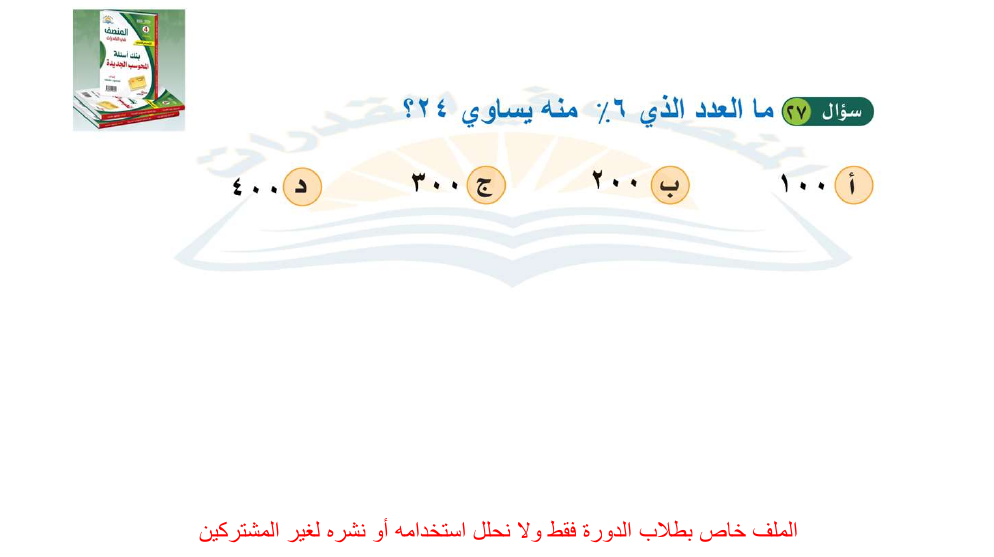 المنصف
بنك أسئلة
المحوسب الجديدة
سؤال ٢٧ ما العدد الذي ٦٪ منه يساوي ٢٤؟
أ ١٠٠ ب ٢٠٠ ج ٣٠٠ د ٤٠٠
الملف خاص بطلاب الدورة فقط ولا نحلل استخدامه أو نشره لغير المشتركين